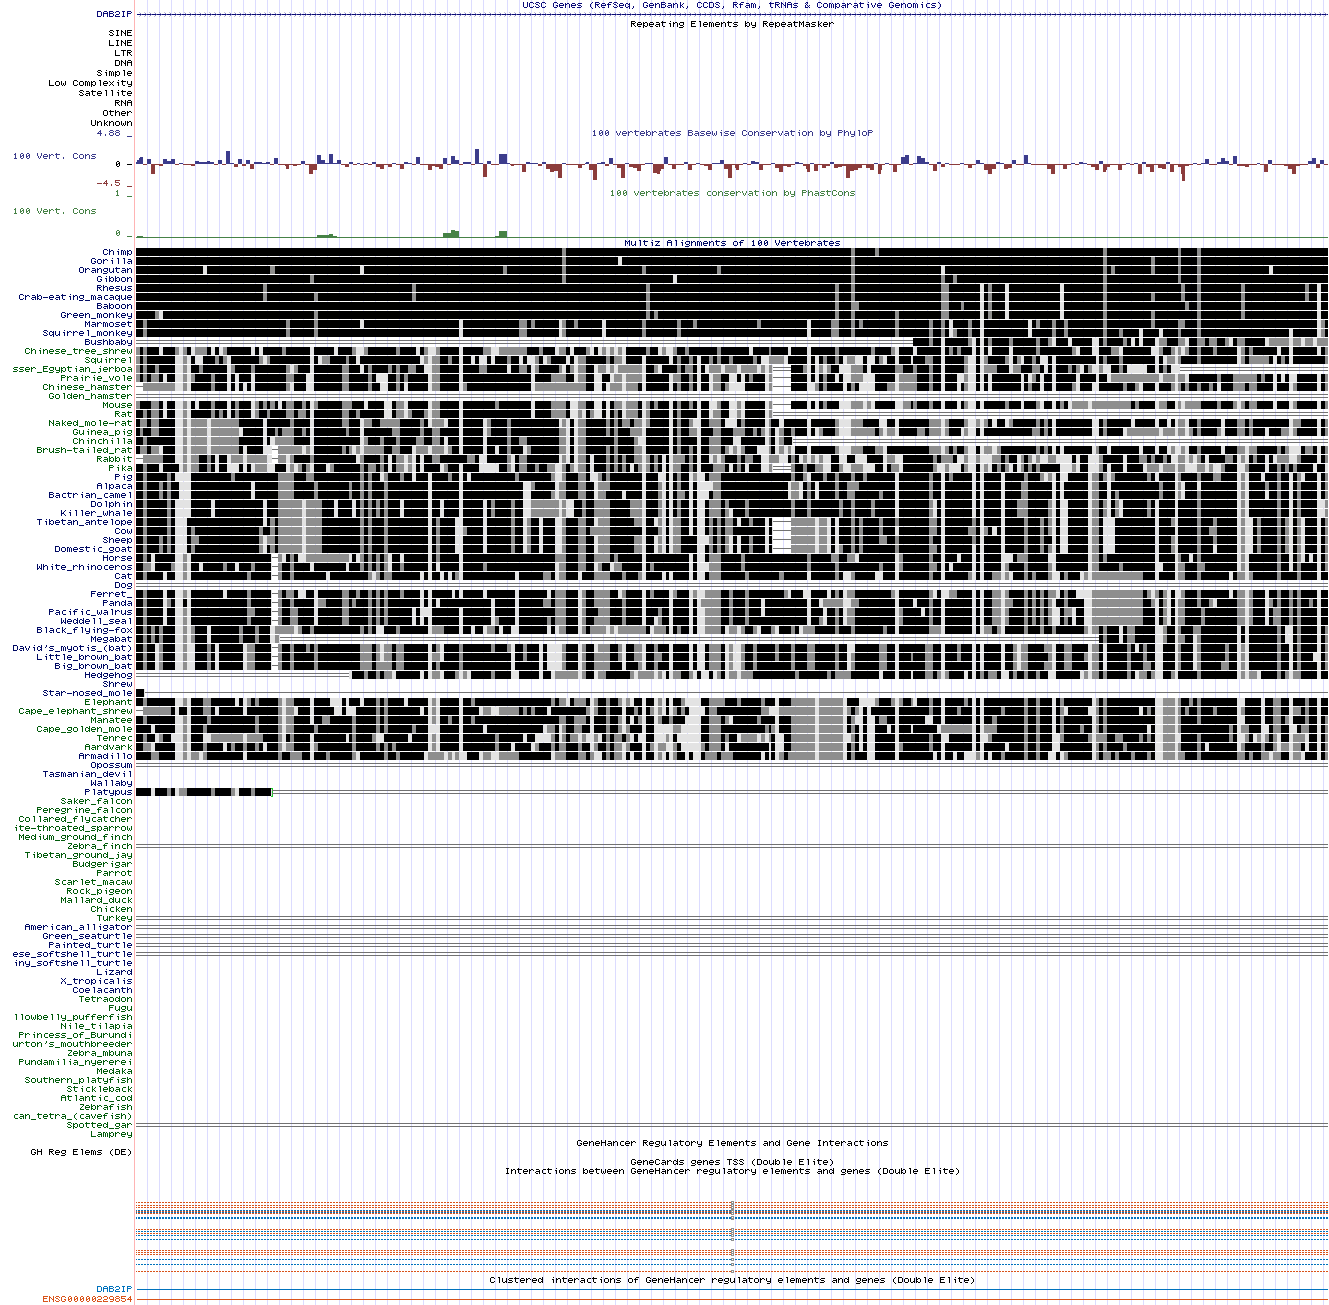 UCSC Genes (RefSeq, GenBank, CCDS, Rfam, tRNAs & Comparative Genomics)
DAB2IP
Repeating Elements by RepeatMasker
SINE
LINE
LTR
DNA
Simple
Low Complexity
Satellite
RNA
Other
Unknown
4.88 _
100 vertebrates Basewise Conservation by PhyloP
100 Vert. Cons
0 -
-4.5 _
1 _
100 vertebrates conservation by PhastCons
100 Vert. Cons
0 _
Multiz Alignments of 100 Vertebrates
Chimp
Gorilla
Orangutan
Gibbon
Rhesus
Crab-eating_macaque
Baboon
Green_monkey
Marmoset
Squirrel_monkey
Bushbaby
Chinese_tree_shrew
Squirrel
sser_Egyptian_jerboa
Prairie_vole
Chinese_hamster
Golden_hamster
Mouse
Rat
Naked_mole-rat
Guinea_pig
Chinchilla
Brush-tailed_rat
Rabbit
Pika
Pig
Alpaca
Bactrian_camel
Dolphin
Killer_whale
Tibetan_antelope
Cow
Sheep
Domestic_goat
Horse
White_rhinoceros
Cat
Dog
Ferret_
Panda
Pacific_walrus
Weddell_seal
Black_flying-fox
Megabat
David's_myotis_(bat)
Little_brown_bat
Big_brown_bat
Hedgehog
Shrew
Star-nosed_mole
Elephant
Cape_elephant_shrew
Manatee
Cape_golden_mole
Tenrec
Aardvark
Armadillo
Opossum
Tasmanian_devil
Wallaby
Platypus
Saker_falcon
Peregrine_falcon
Collared_flycatcher
ite-throated_sparrow
Medium_ground_finch
Zebra_finch
Tibetan_ground_jay
Budgerigar
Parrot
Scarlet_macaw
Rock_pigeon
Mallard_duck
Chicken
Turkey
American_alligator
Green_seaturtle
Painted_turtle
ese_softshell_turtle
iny_softshell_turtle
Lizard
X_tropicalis
Coelacanth
Tetraodon
Fugu
llowbelly_pufferfish
Nile_tilapia
Princess_of_Burundi
urton's_mouthbreeder
Zebra_mbuna
Pundamilia_nyererei
Medaka
Southern_platyfish
Stickleback
Atlantic_cod
Zebrafish
can_tetra_(cavefish)
Spotted_gar
Lamprey
GeneHancer Regulatory Elements and Gene Interactions
GH Reg Elems (DE)
GeneCards genes TSS (Double Elite)
Interactions between GeneHancer regulatory elements and genes (Double Elite)
Clustered interactions of GeneHancer regulatory elements and genes (Double Elite)
DAB2IP
ENSG00000229854